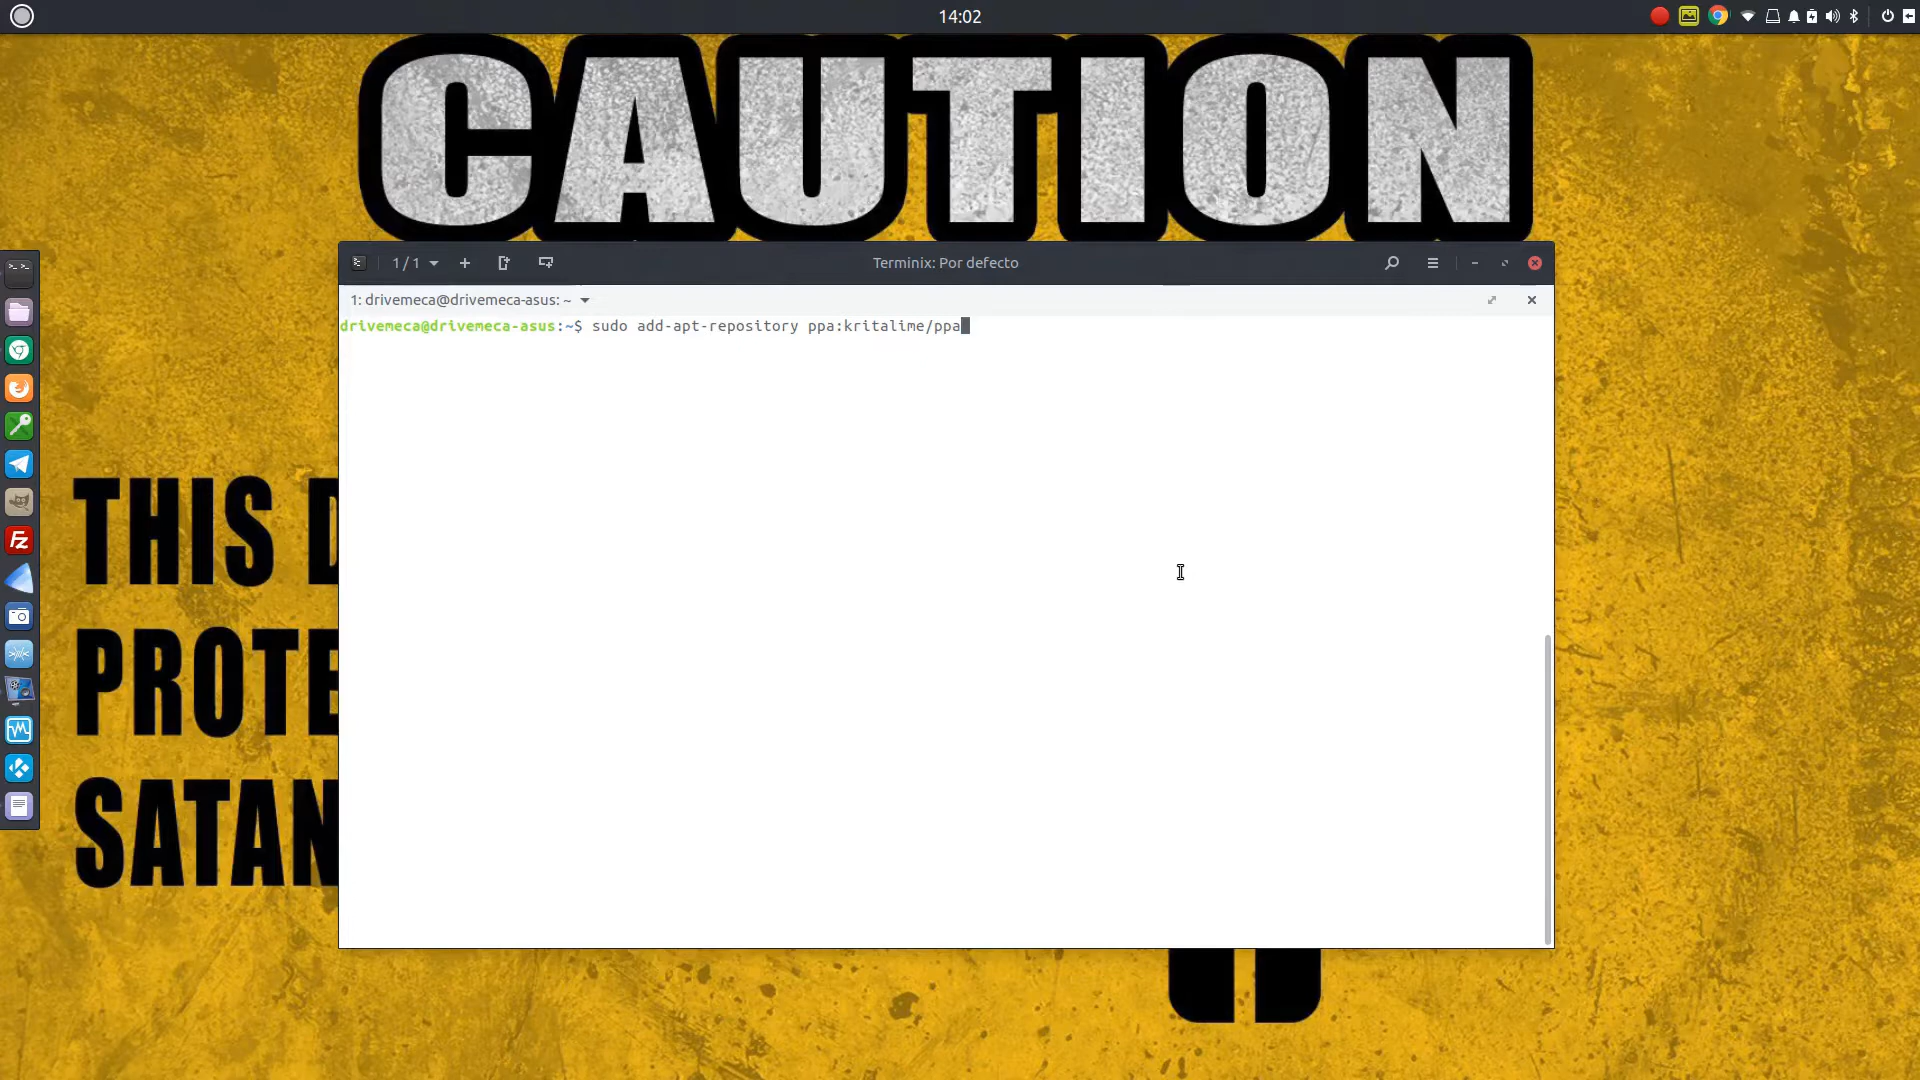 14:02
CAUTION
1 / 1
Terminix: Por defecto
1: drivemeca@drivemeca-asus: ~
drivemeca@drivemeca-asus:~$ sudo add-apt-repository ppa:kritalime/ppa
THIS
PROTE
SATAN